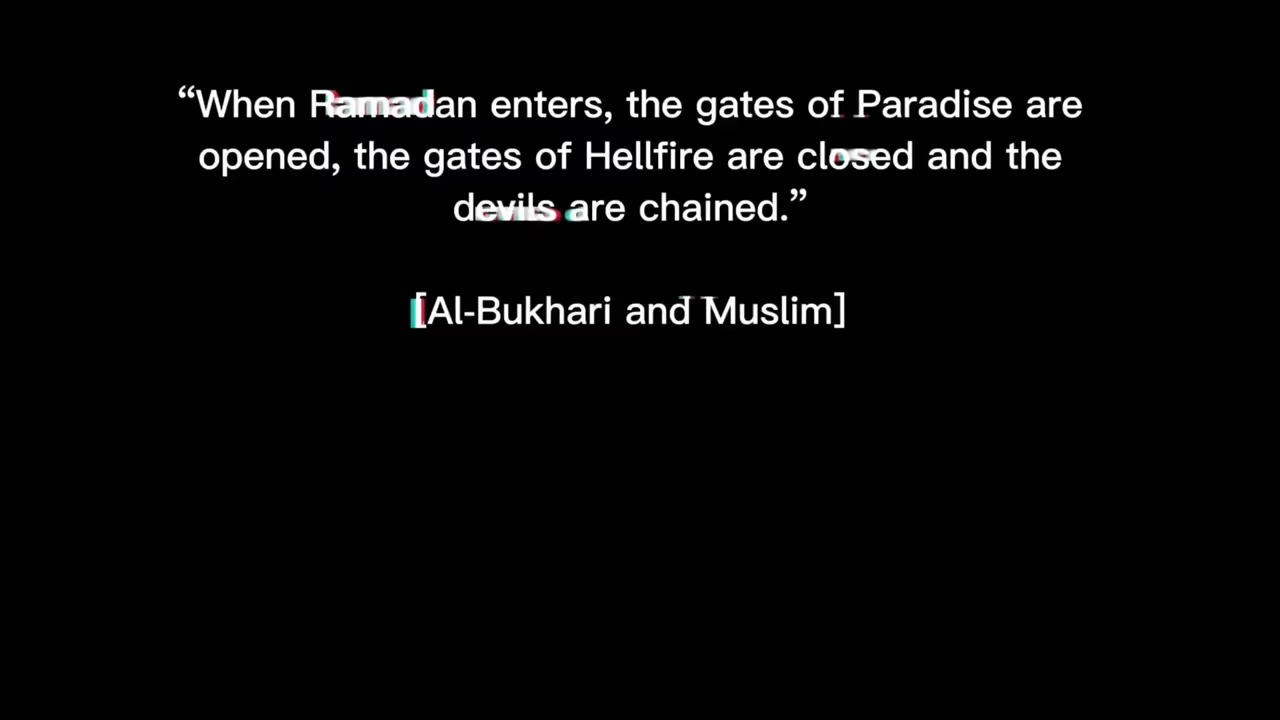 “When Ramadan enters, the gates of Paradise are
opened, the gates of Hellfire are closed and the
devils are chained.”
[Al-Bukhari and Muslim]